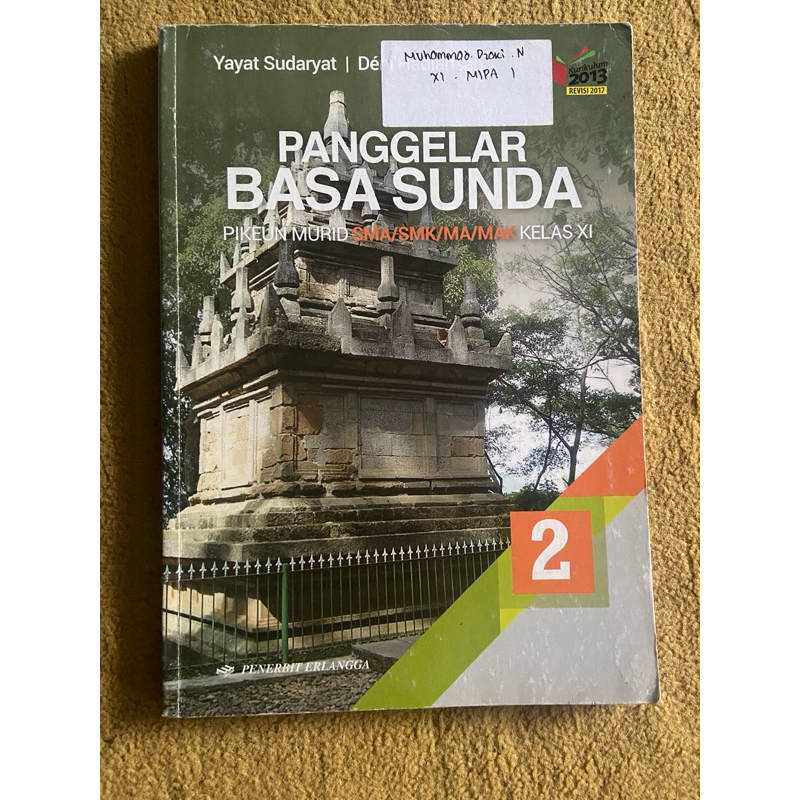 Yayat Sudaryat | Déni
Muhammad Dzaki .N
XI - MIPA 1
Kurikulum
2013
REVISI 2017
PANGGELAR
BASA SUNDA
PIKEUN MURID SMA/SMK/MA/MAK KELAS XI
2
PENERBIT ERLANGGA